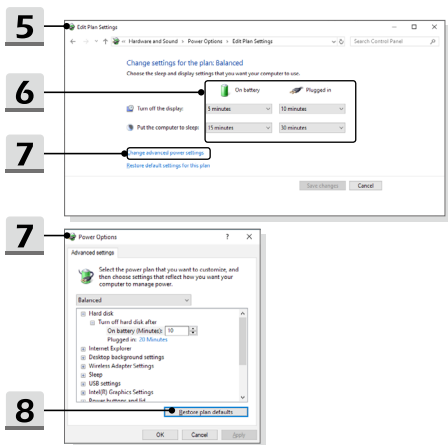 5
Edit Plan Settings
« Hardware and Sound › Power Options › Edit Plan Settings
Search Control Panel
Change settings for the plan: Balanced
Choose the sleep and display settings that you want your computer to use.
6
On battery
Plugged in
Turn off the display:
5 minutes
10 minutes
Put the computer to sleep:
15 minutes
30 minutes
7
Change advanced power settings
Restore default settings for this plan
Save changes
Cancel
7
Power Options
?
Advanced settings
Select the power plan that you want to customize, and
then choose settings that reflect how you want your
computer to manage power.
Balanced
Hard disk
Turn off hard disk after
On battery (Minutes): 10
Plugged in: 20 Minutes
Internet Explorer
Desktop background settings
Wireless Adapter Settings
Sleep
USB settings
Intel(R) Graphics Settings
Power buttons and lid
8
Restore plan defaults
OK
Cancel
Apply